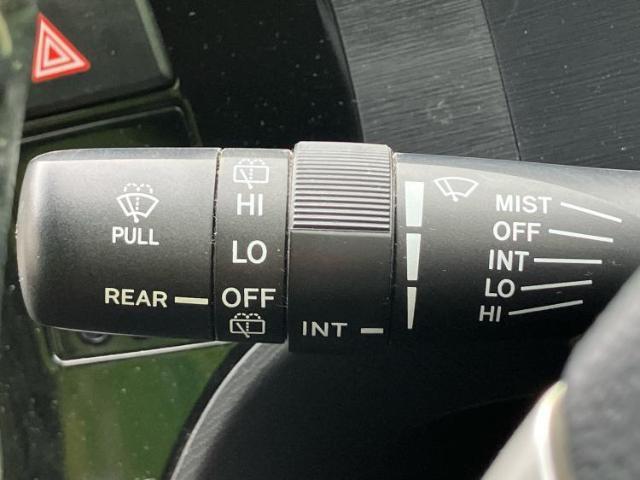 PULL
REAR
HI
LO
OFF
INT
MIST
OFF
INT
LO
HI